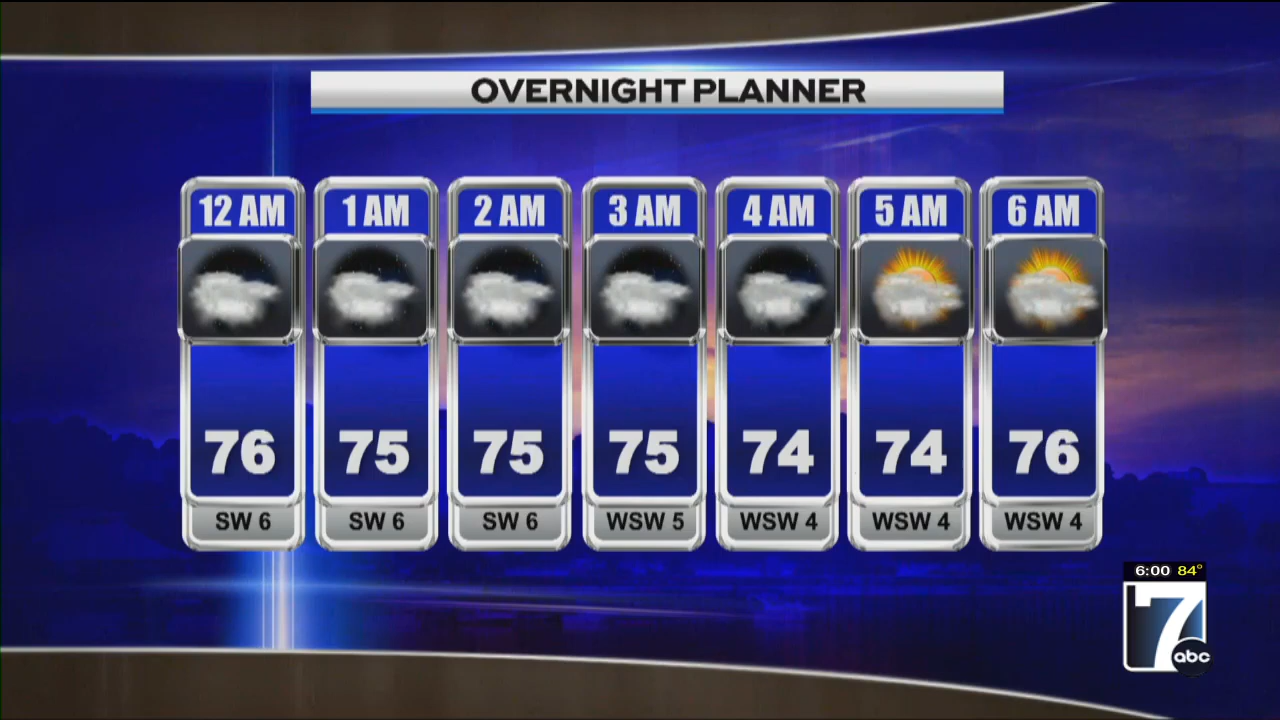 OVERNIGHT PLANNER
12 AM 1 AM 2 AM 3 AM 4 AM 5 AM 6 AM
76 75 75 75 74 74 76
SW 6 SW 6 SW 6 WSW 5 WSW 4 WSW 4 WSW 4
6:00 84°
7
abc